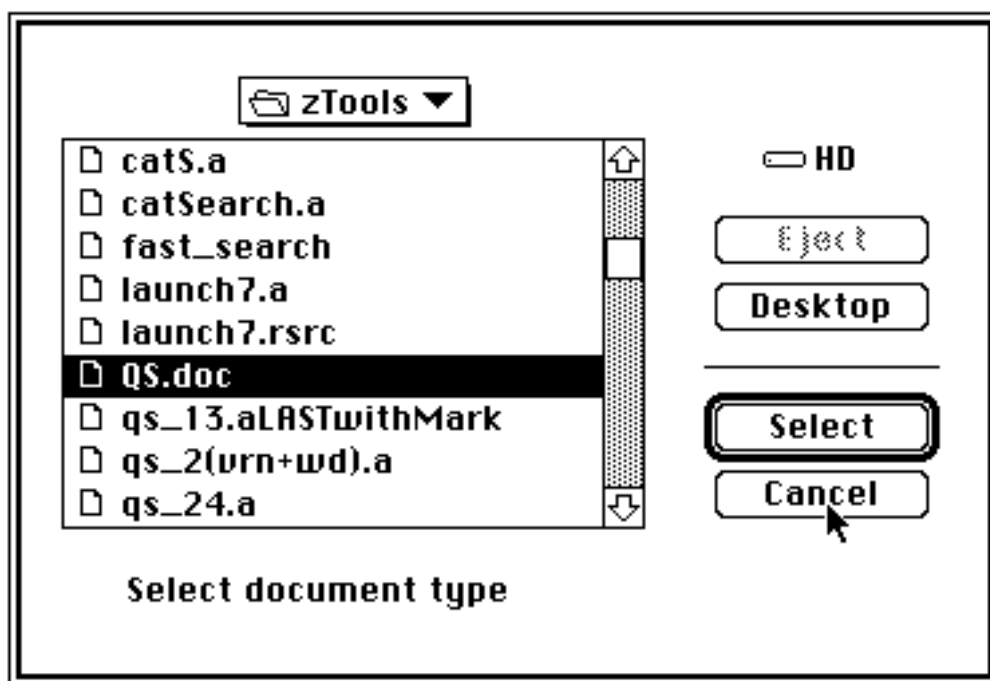 zTools
catS.a
catSearch.a
fast_search
launch7.a
launch7.rsrc
QS.doc
qs_13.aLASTwithMark
qs_2(vrn+wd).a
qs_24.a
HD
Eject
Desktop
Select
Cancel
Select document type